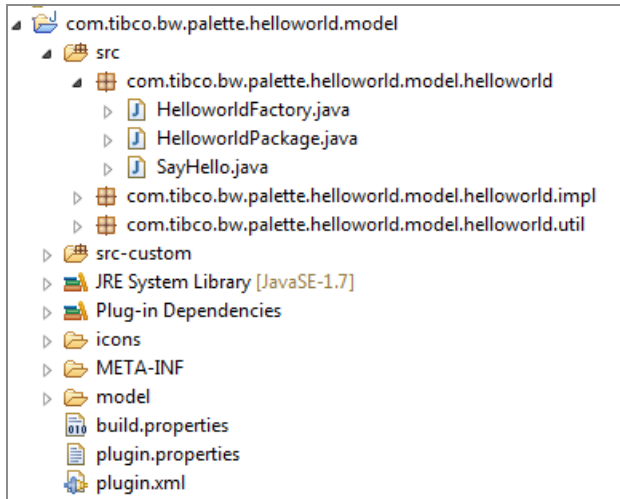 com.tibco.bw.palette.helloworld.model
src
com.tibco.bw.palette.helloworld.model.helloworld
HelloworldFactory.java
HelloworldPackage.java
SayHello.java
com.tibco.bw.palette.helloworld.model.helloworld.impl
com.tibco.bw.palette.helloworld.model.helloworld.util
src-custom
JRE System Library [JavaSE-1.7]
Plug-in Dependencies
icons
META-INF
model
build.properties
plugin.properties
plugin.xml